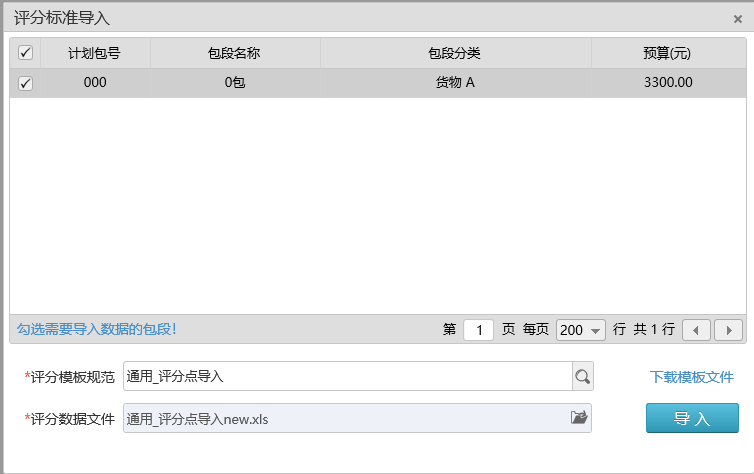 评分标准导入
计划包号 包段名称 包段分类 预算(元)
000 0包 货物 A 3300.00
勾选需要导入数据的包段! 第 1 页 每页 200 行 共 1 行
*评分模板规范 通用_评分点导入 下载模板文件
*评分数据文件 通用_评分点导入new.xls 导 入